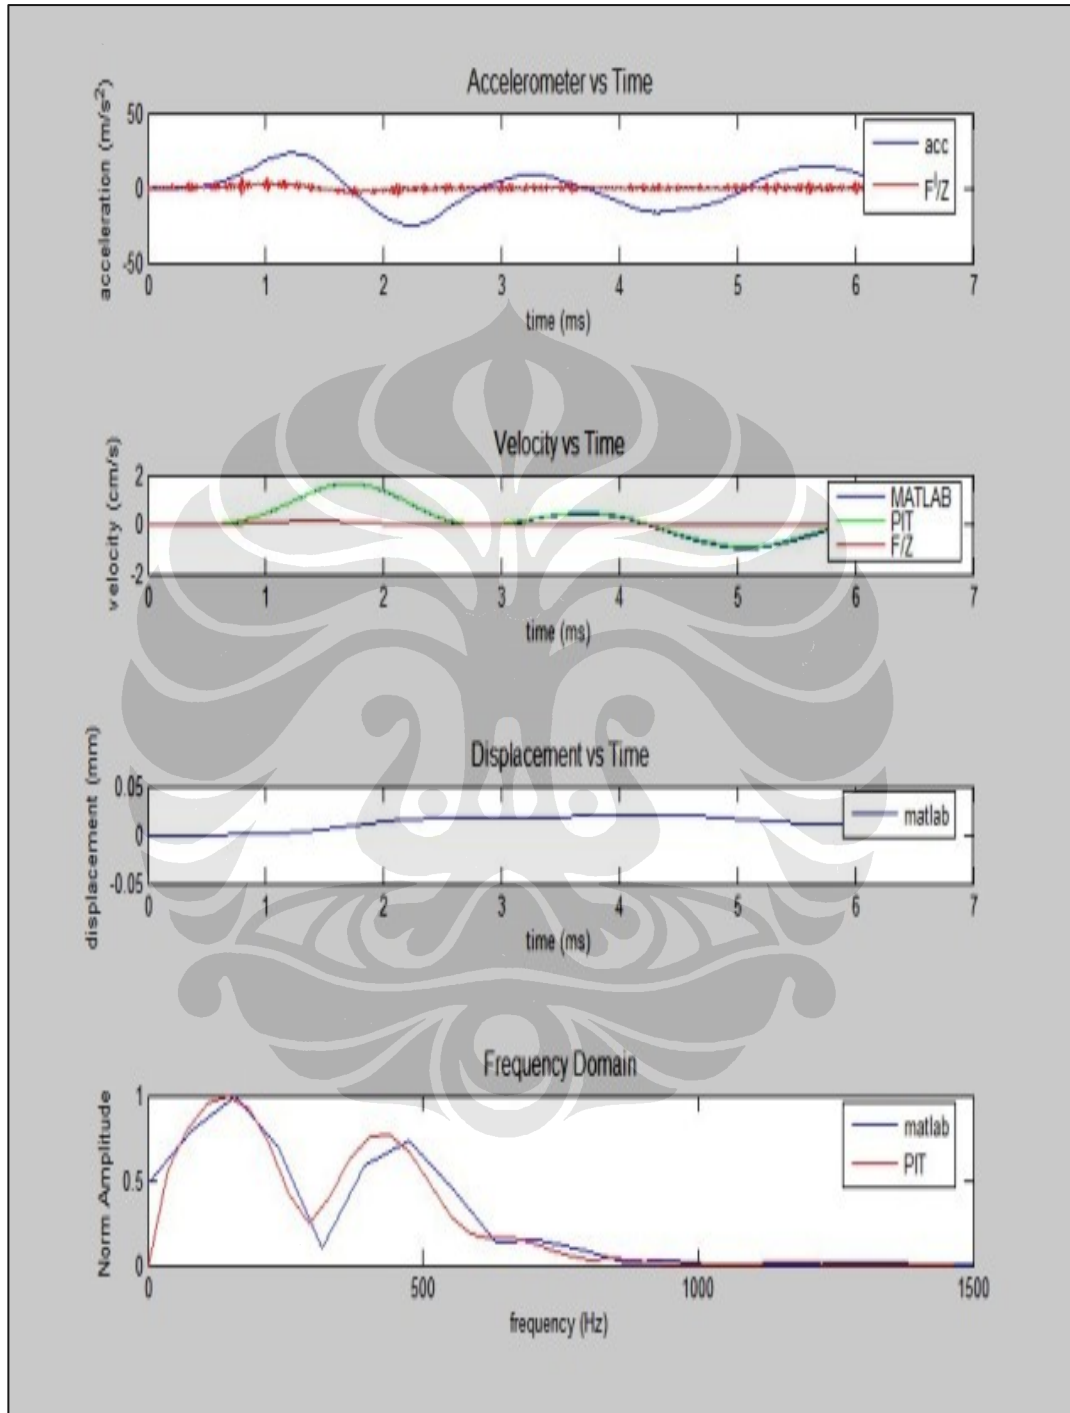 Accelerometer vs Time
acceleration (m/s²)
50
0
-50
acc
F/Z
0 1 2 3 4 5 6 7
time (ms)
Velocity vs Time
velocity (cm/s)
2
0
-2
MATLAB
PIT
F/Z
0 1 2 3 4 5 6 7
time (ms)
Displacement vs Time
displacement (mm)
0.05
0
-0.05
matlab
0 1 2 3 4 5 6 7
time (ms)
Frequency Domain
Norm Amplitude
1
0.5
0
matlab
PIT
0 500 1000 1500
frequency (Hz)